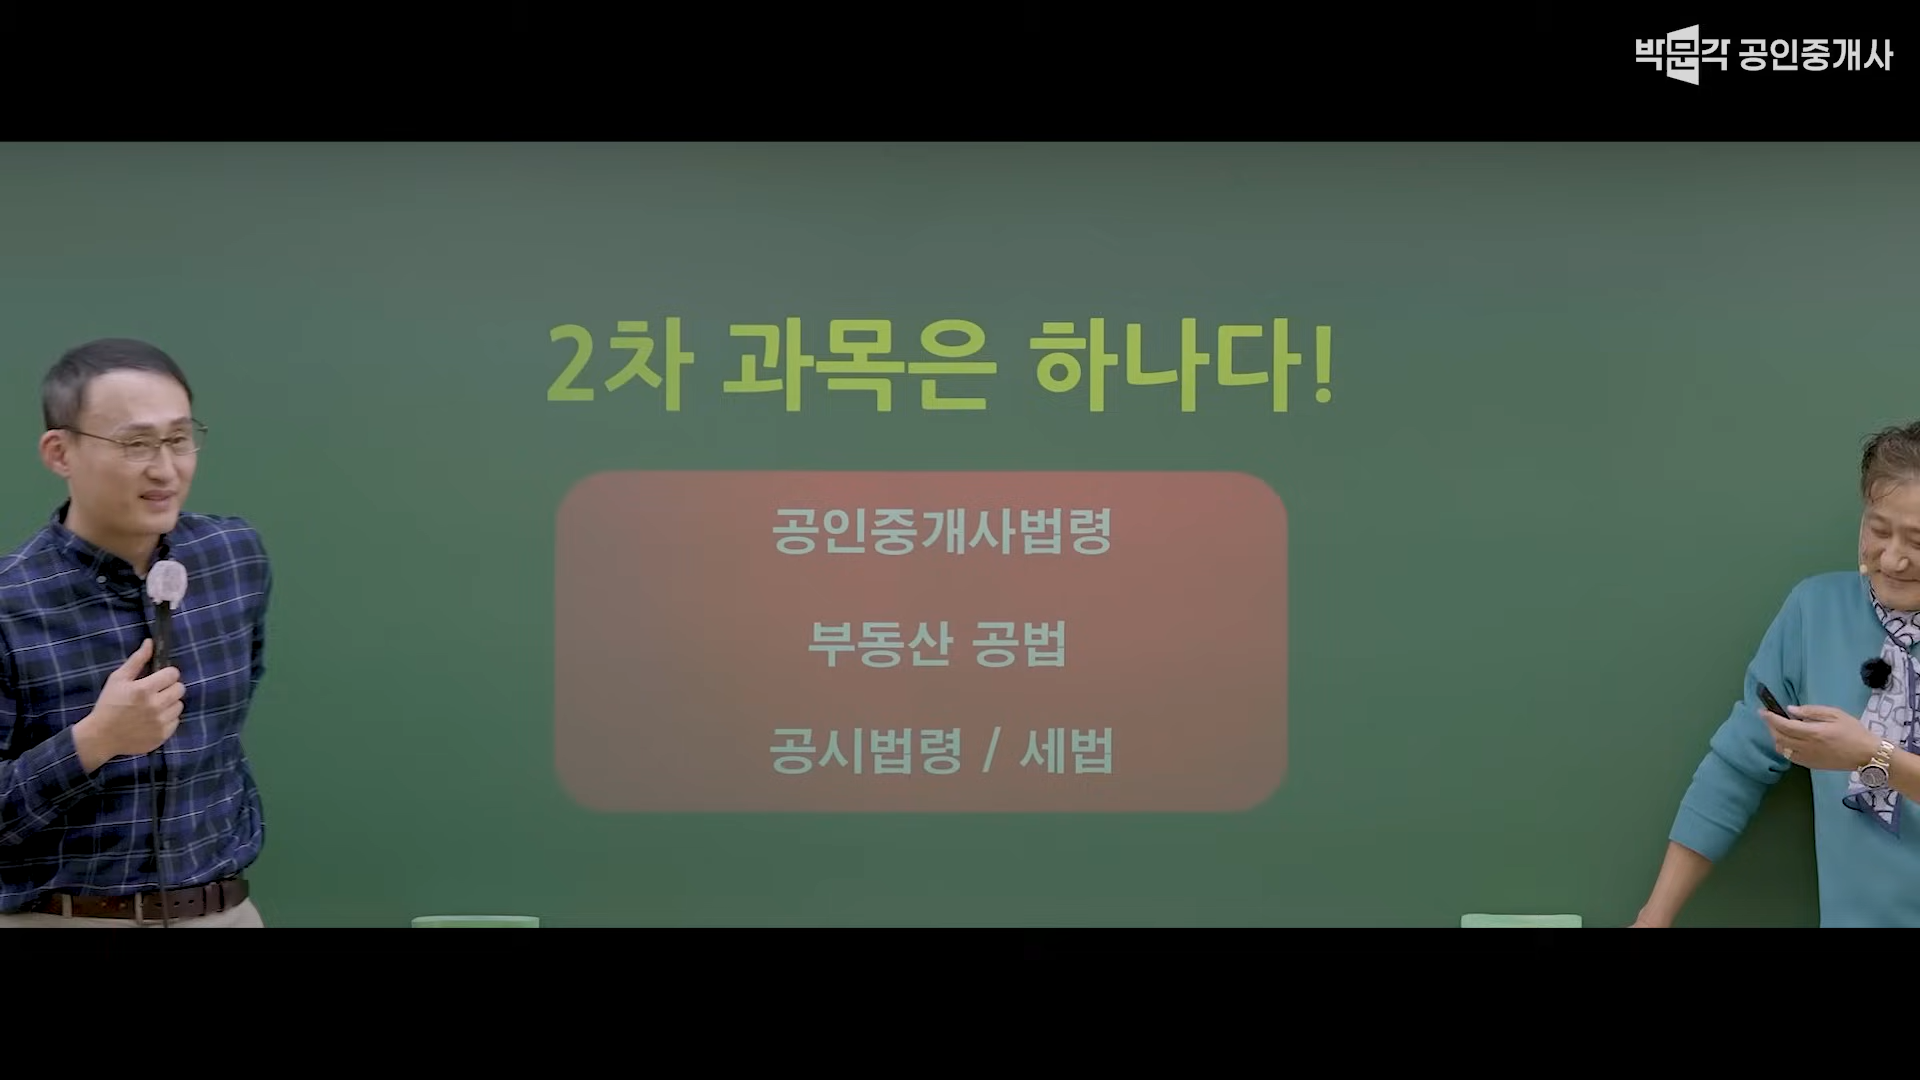 박문각 공인중개사
2차 과목은 하나다!
공인중개사법령
부동산 공법
공시법령 / 세법